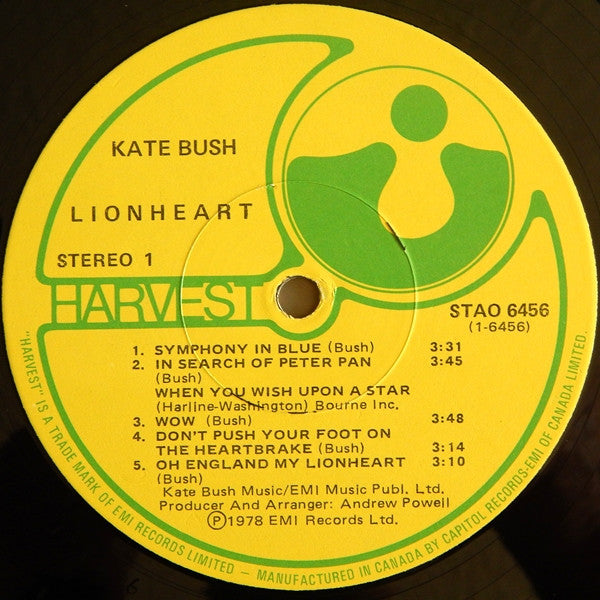 KATE BUSH
LIONHEART
STEREO 1
HARVEST
STAO 6456
(1-6456)
1. SYMPHONY IN BLUE (Bush) 3:31
2. IN SEARCH OF PETER PAN 3:45
(Bush)
WHEN YOU WISH UPON A STAR
(Harline-Washington) Bourne Inc.
3. WOW (Bush) 3:48
4. DON'T PUSH YOUR FOOT ON
THE HEARTBRAKE (Bush) 3:14
5. OH ENGLAND MY LIONHEART 3:10
(Bush)
Kate Bush Music/EMI Music Publ. Ltd.
Producer And Arranger: Andrew Powell
Ⓟ1978 EMI Records Ltd.
"HARVEST" IS A TRADE MARK OF EMI RECORDS LIMITED – MANUFACTURED IN CANADA BY CAPITOL RECORDS-EMI OF CANADA LIMITED.